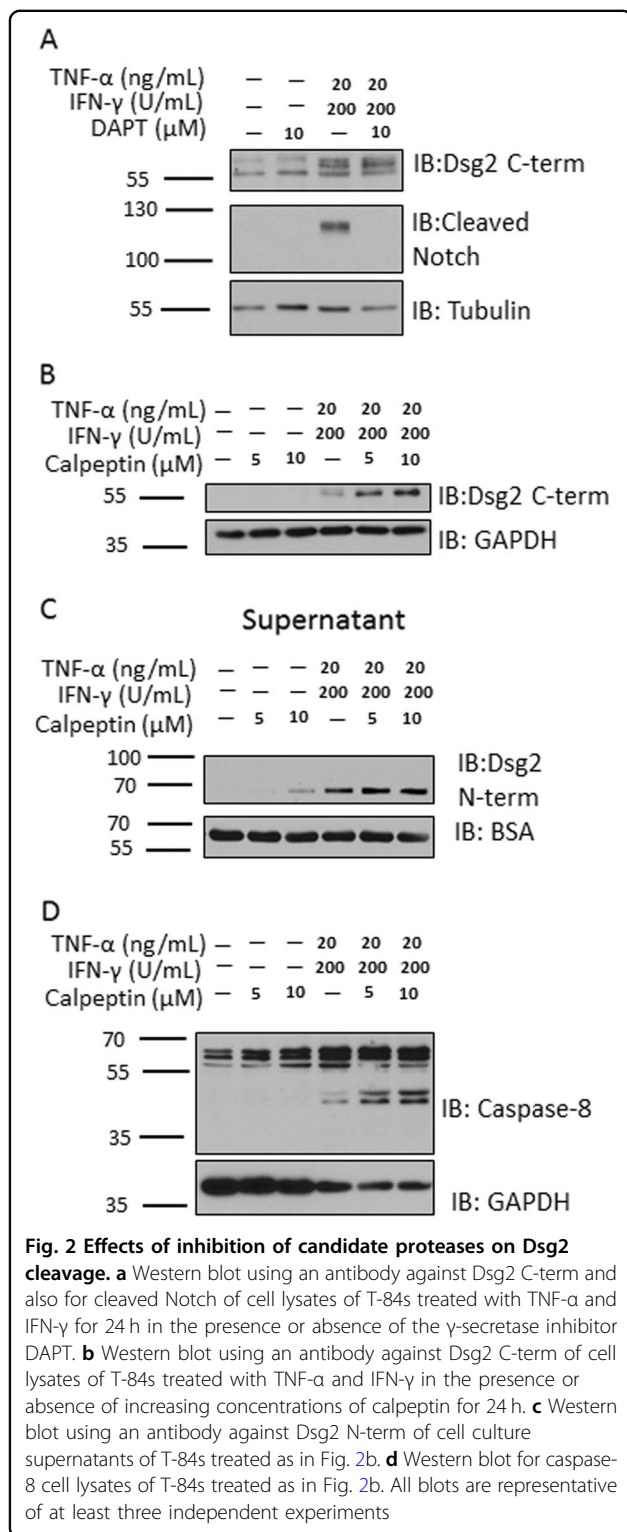 A
TNF-α (ng/mL) — — 20 20
IFN-γ (U/mL) — — 200 200
DAPT (μM) — 10 — 10
55 IB:Dsg2 C-term
130
100
IB:Cleaved
Notch
55 IB: Tubulin
B
TNF-α (ng/mL) — — — 20 20 20
IFN-γ (U/mL) — — — 200 200 200
Calpeptin (μM) — 5 10 — 5 10
55 IB:Dsg2 C-term
35 IB: GAPDH
C
Supernatant
TNF-α (ng/mL) — — — 20 20 20
IFN-γ (U/mL) — — — 200 200 200
Calpeptin (μM) — 5 10 — 5 10
100
70
IB:Dsg2
N-term
70
55
IB: BSA
D
TNF-α (ng/mL) — — — 20 20 20
IFN-γ (U/mL) — — — 200 200 200
Calpeptin (μM) — 5 10 — 5 10
70
55
35
IB: Caspase-8
35 IB: GAPDH
Fig. 2 Effects of inhibition of candidate proteases on Dsg2
cleavage. a Western blot using an antibody against Dsg2 C-term and
also for cleaved Notch of cell lysates of T-84s treated with TNF-α and
IFN-γ for 24 h in the presence or absence of the γ-secretase inhibitor
DAPT. b Western blot using an antibody against Dsg2 C-term of cell
lysates of T-84s treated with TNF-α and IFN-γ in the presence or
absence of increasing concentrations of calpeptin for 24 h. c Western
blot using an antibody against Dsg2 N-term of cell culture
supernatants of T-84s treated as in Fig. 2b. d Western blot for caspase-
8 cell lysates of T-84s treated as in Fig. 2b. All blots are representative
of at least three independent experiments